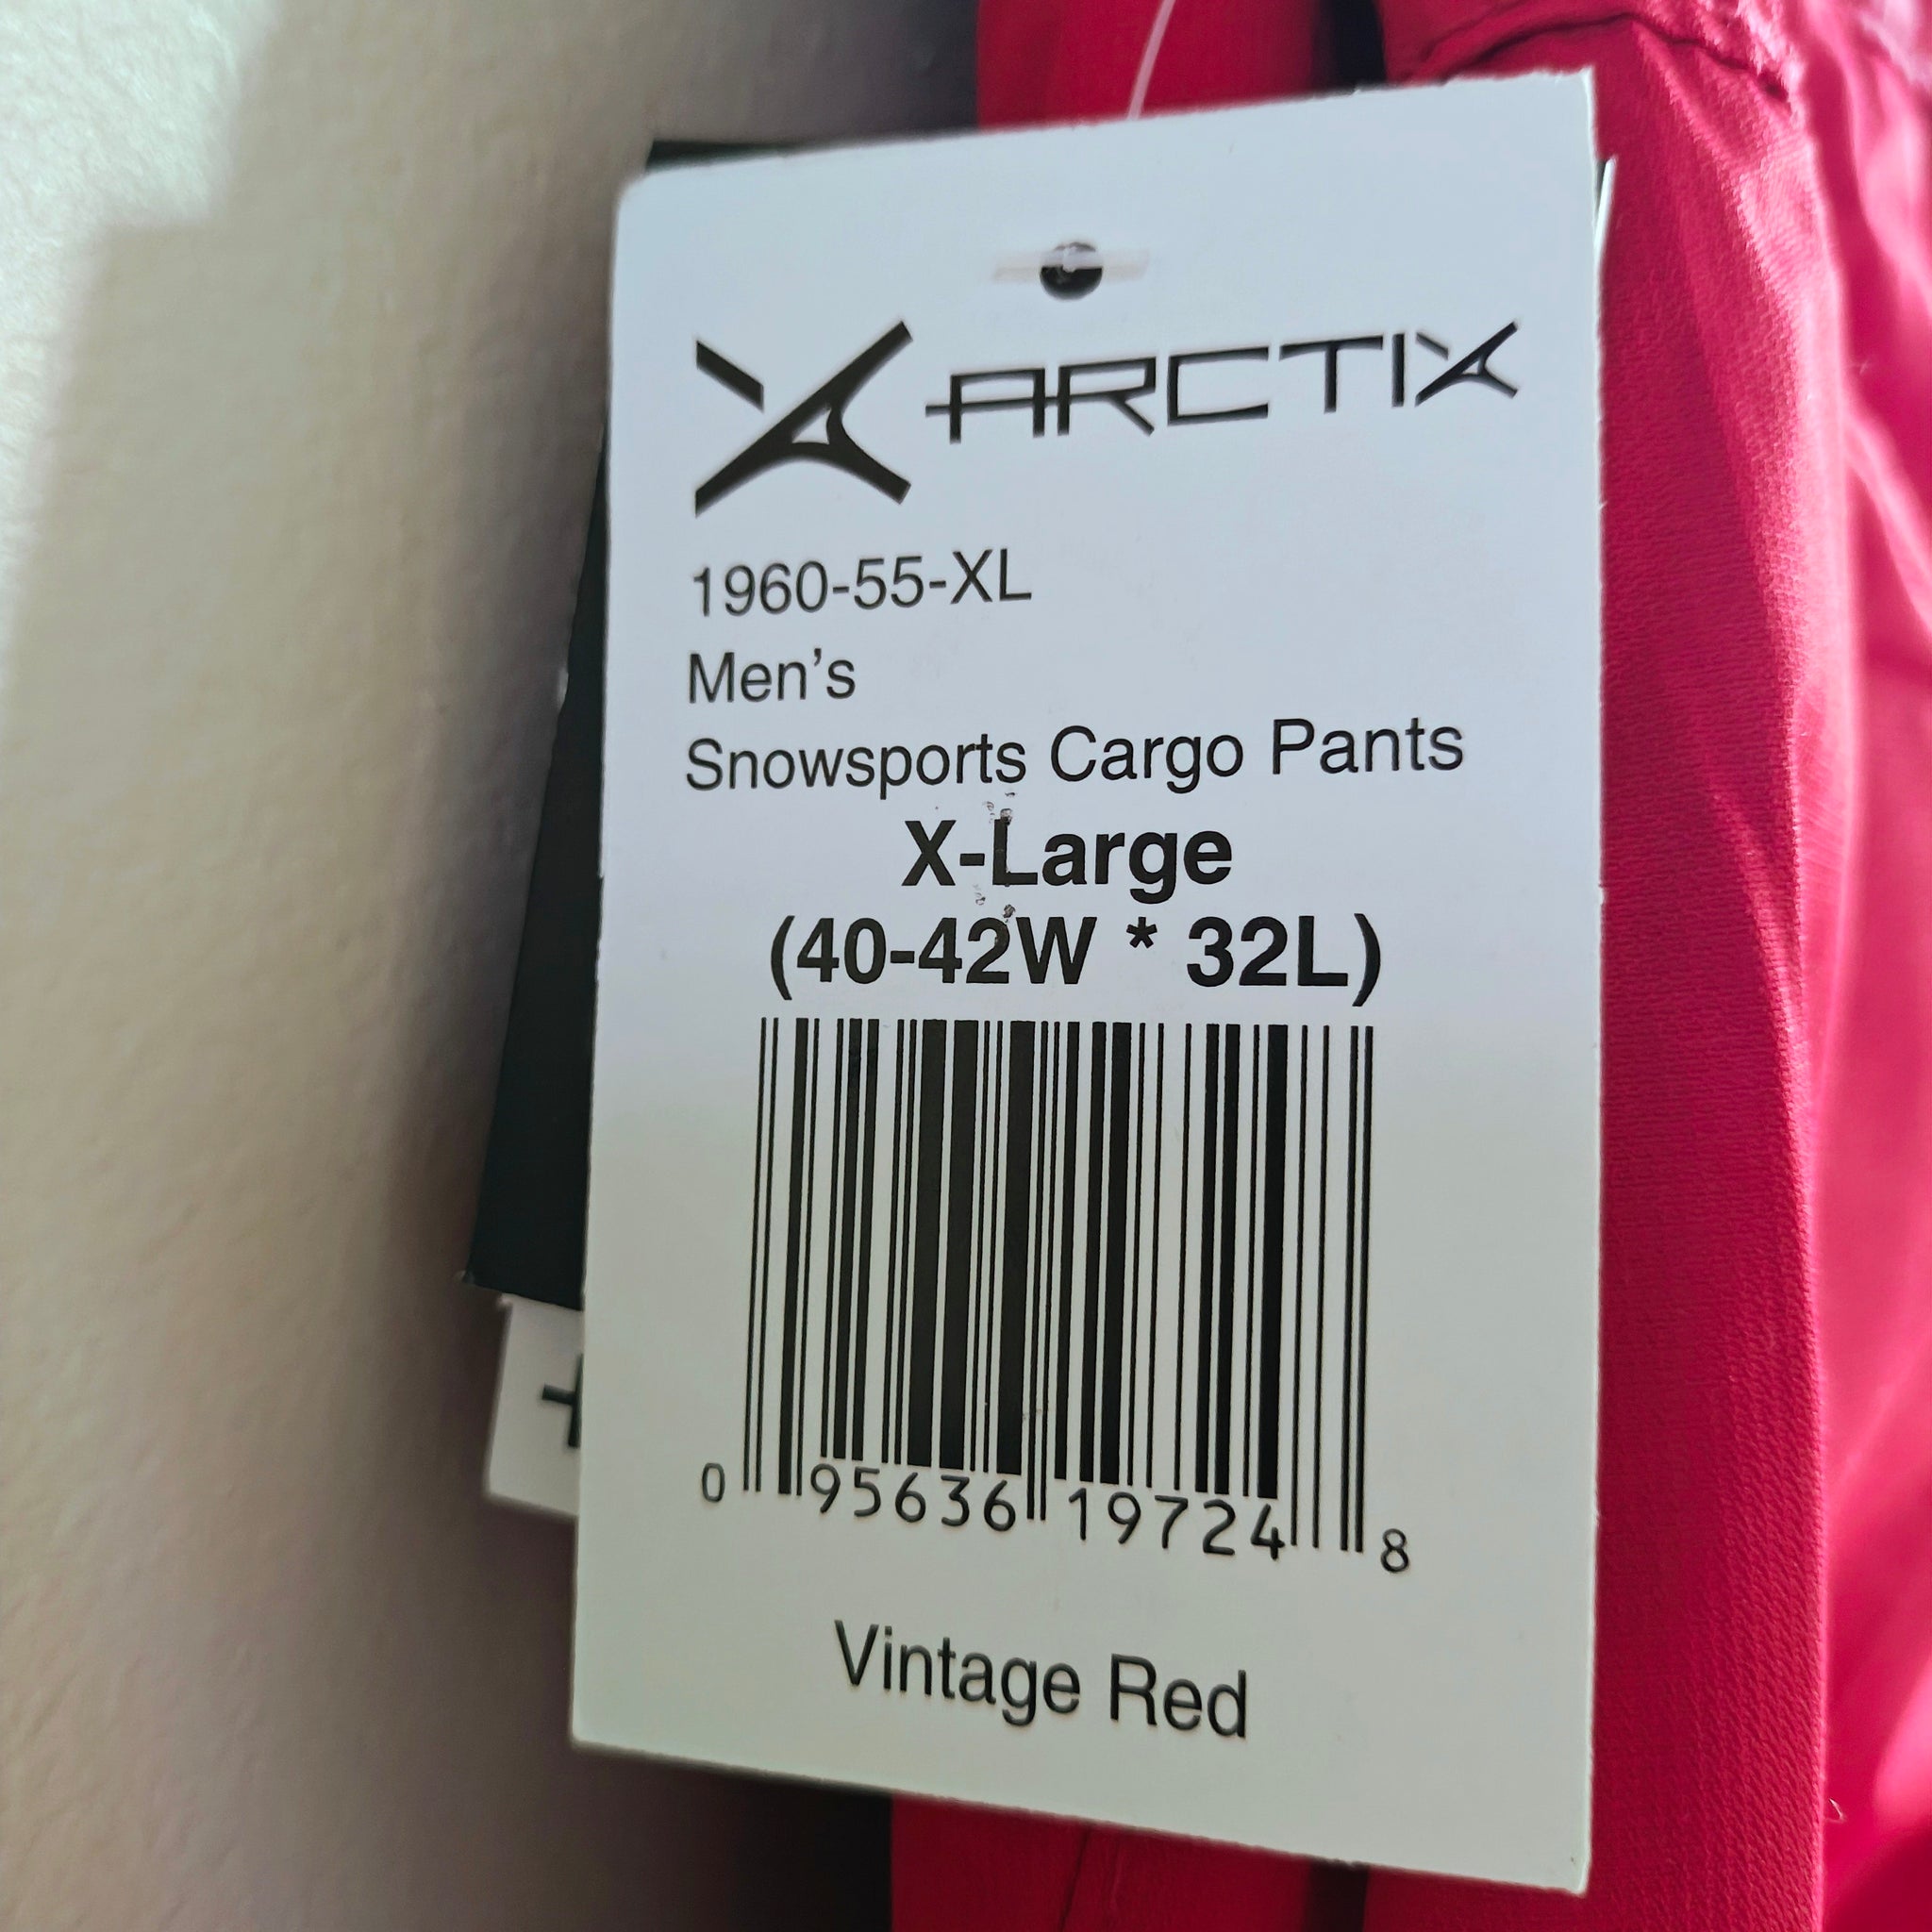 ARCTIX
1960-55-XL
Men's
Snowsports Cargo Pants
X-Large
(40-42W * 32L)
0 95636 19724 8
Vintage Red